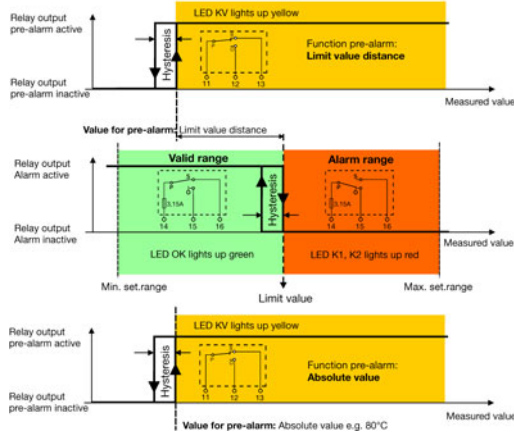 LED KV lights up yellow
Relay output
pre-alarm active
Hysteresis
Function pre-alarm:
Limit value distance
11 12 13
Relay output
pre-alarm inactive
Measured value
Value for pre-alarm: Limit value distance
Valid range
Alarm range
Relay output
Alarm active
Hysteresis
3,15A
14 15 16
3,15A
14 15 16
Relay output
Alarm inactive
Measured value
LED OK lights up green
LED K1, K2 lights up red
Min. set.range
Limit value
Max. set.range
LED KV lights up yellow
Relay output
pre-alarm active
Hysteresis
Function pre-alarm:
Absolute value
11 12 13
Relay output
pre-alarm inactive
Measured value
Value for pre-alarm: Absolute value e.g. 80°C